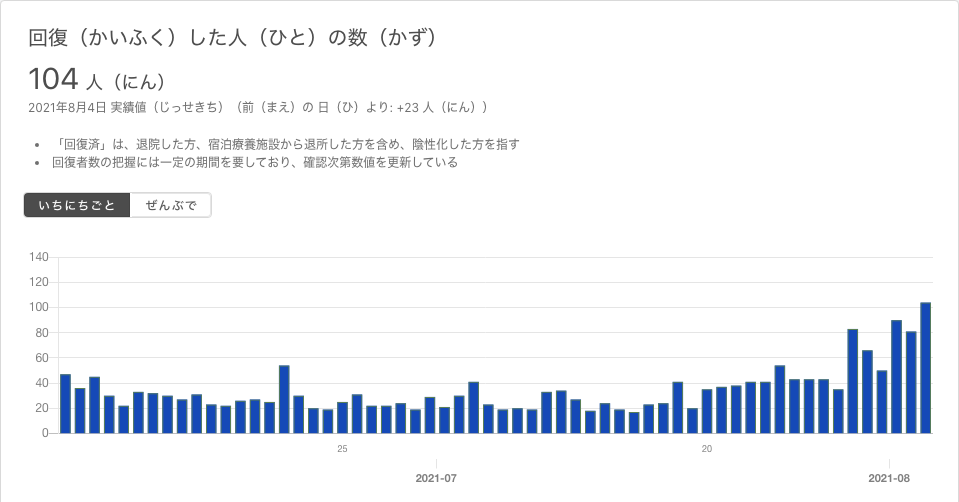 回復（かいふく）した人（ひと）の数（かず）
104 人（にん）
2021年8月4日 実績値（じっせきち）（前（まえ）の 日（ひ）より: +23 人（にん））
• 「回復済」は、退院した方、宿泊療養施設から退所した方を含め、陰性化した方を指す
• 回復者数の把握には一定の期間を要しており、確認次第数値を更新している
いちにちごと ぜんぶで
140
120
100
80
60
40
20
0
25 20
2021-07 2021-08